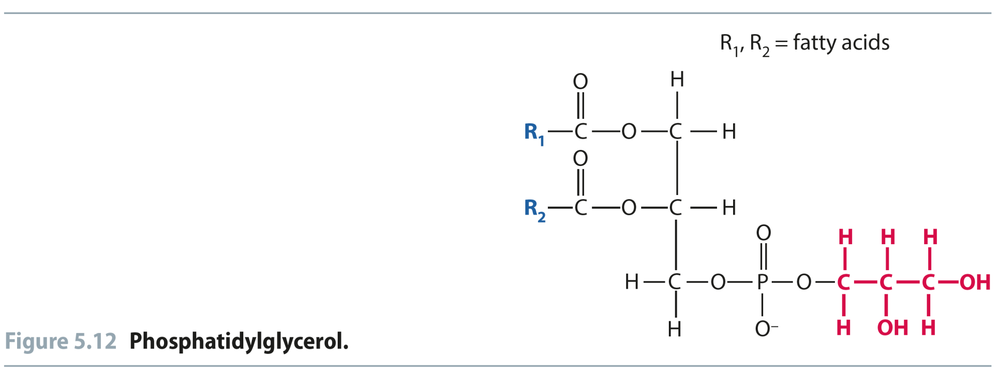 R₁, R₂ = fatty acids
O H
R₁—C—O—C—H
O
R₂—C—O—C—H
O H H H
H—C—O—P—O—C—C—C—OH
H O⁻ H OH H
Figure 5.12 Phosphatidylglycerol.